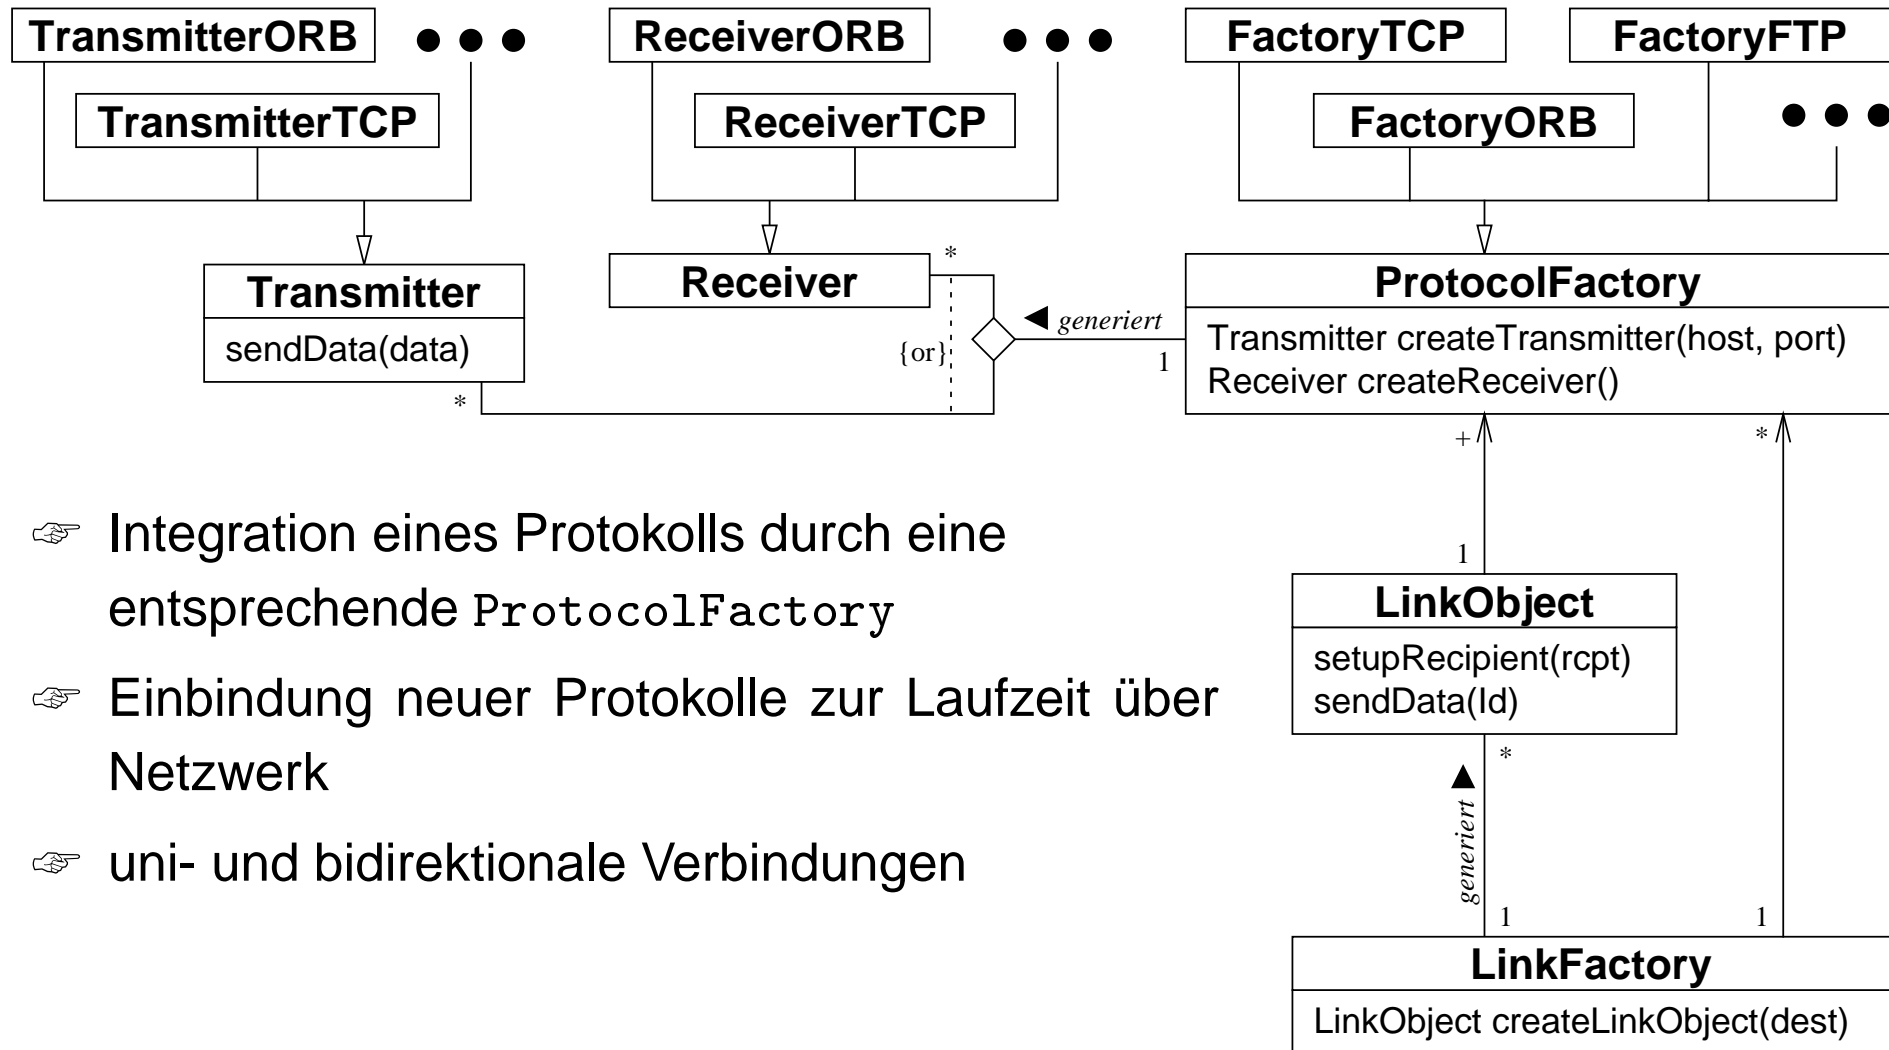 TransmitterORB
ReceiverORB
FactoryTCP
FactoryFTP
TransmitterTCP
ReceiverTCP
FactoryORB
Transmitter
sendData(data)
*
Receiver
*
{or}
generiert
1
ProtocolFactory
Transmitter createTransmitter(host, port)
Receiver createReceiver()
+
*
1
☞ Integration eines Protokolls durch eine
entsprechende ProtocolFactory
☞ Einbindung neuer Protokolle zur Laufzeit über
Netzwerk
☞ uni- und bidirektionale Verbindungen
LinkObject
setupRecipient(rcpt)
sendData(ld)
*
generiert
1
1
LinkFactory
LinkObject createLinkObject(dest)